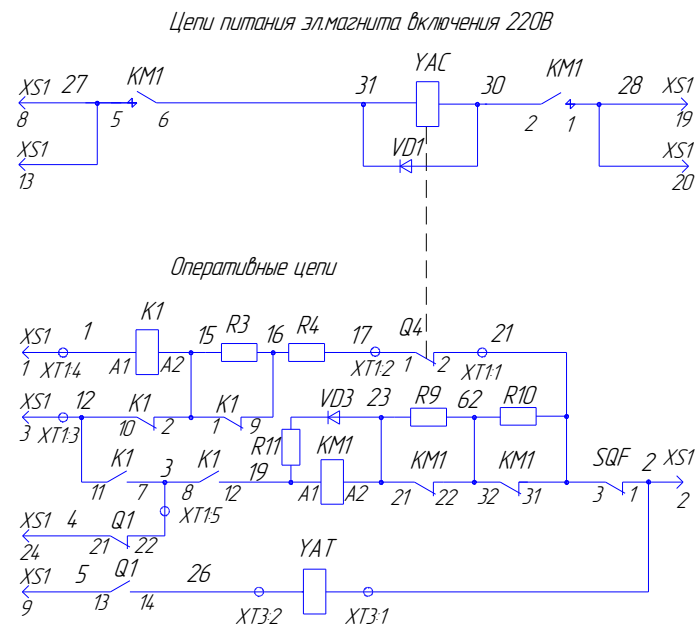 Цепи питания эл.магнита включения 220В
XS1 27 KM1 31 YAC 30 KM1 28 XS1
8 5 6 2 1 19
XS1 VD1 XS1
13 20
Оперативные цепи
XS1 1 K1 15 R3 16 R4 17 Q4 21
1 XT1:4 A1 A2 XT1:2 1 2 XT1:1
XS1 12 K1 K1 VD3 23 R9 62 R10
3 XT1:3 10 2 1 9 R11
K1 3 K1 19 KM1 KM1 KM1 SQF 2 XS1
11 7 8 12 A1 A2 21 22 32 31 3 1 2
XS1 4 Q1 XT1:5
24 21 22
XS1 5 Q1 26 YAT
9 13 14 XT3:2 XT3:1